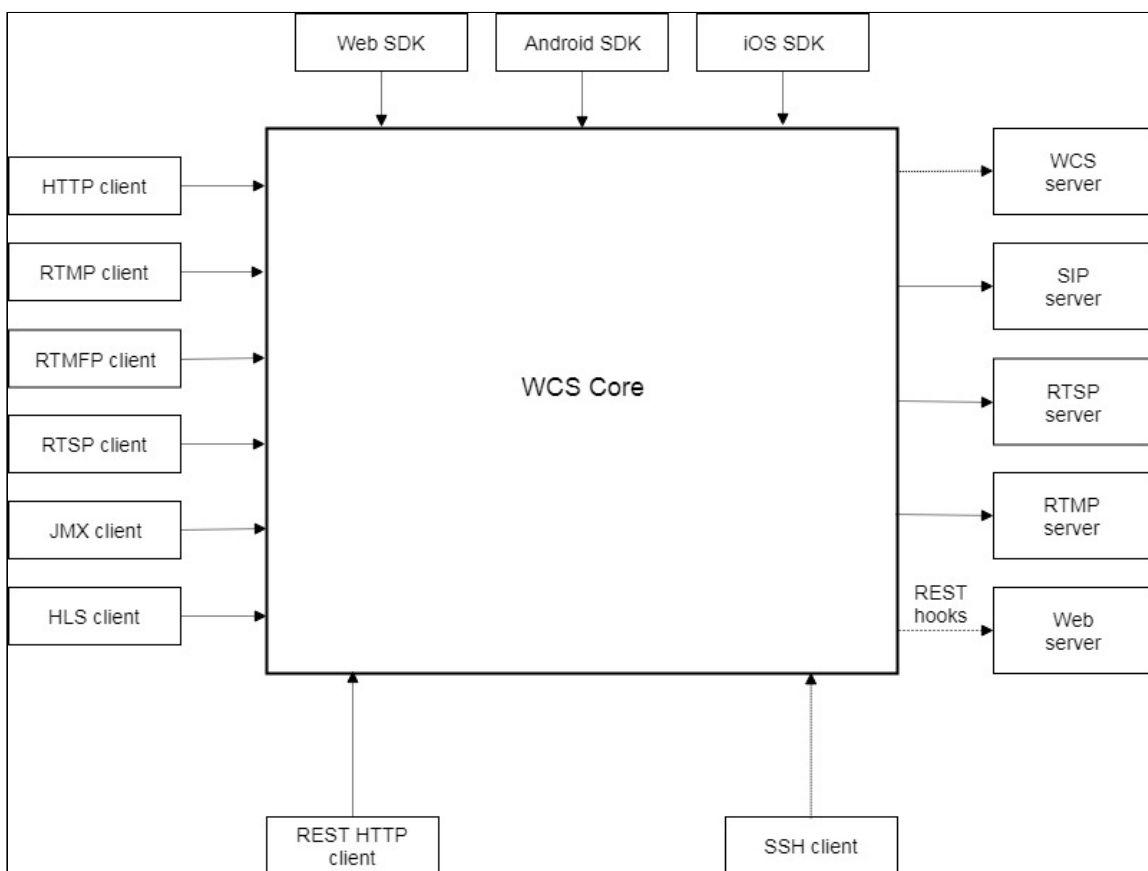 Web SDK
Android SDK
iOS SDK
HTTP client
RTMP client
RTMFP client
RTSP client
JMX client
HLS client
WCS Core
WCS
server
SIP
server
RTSP
server
RTMP
server
REST
hooks
Web
server
REST HTTP
client
SSH client